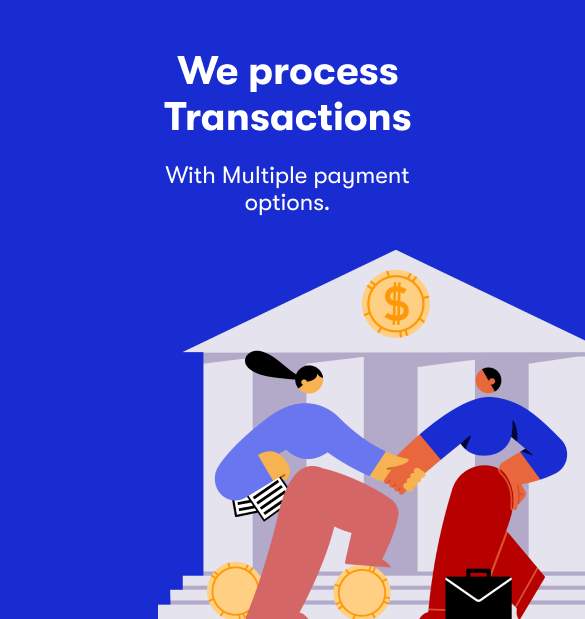 We process
Transactions
With Multiple payment
options.
$